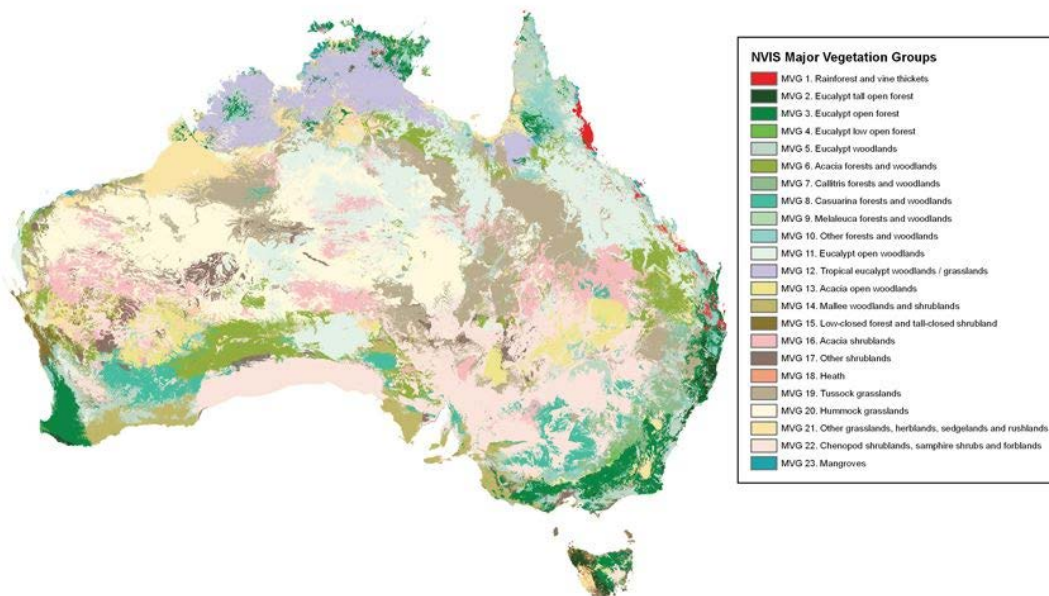 NVIS Major Vegetation Groups
MVG 1. Rainforest and vine thickets
MVG 2. Eucalypt tall open forest
MVG 3. Eucalypt open forest
MVG 4. Eucalypt low open forest
MVG 5. Eucalypt woodlands
MVG 6. Acacia forests and woodlands
MVG 7. Callitris forests and woodlands
MVG 8. Casuarina forests and woodlands
MVG 9. Melaleuca forests and woodlands
MVG 10. Other forests and woodlands
MVG 11. Eucalypt open woodlands
MVG 12. Tropical eucalypt woodlands / grasslands
MVG 13. Acacia open woodlands
MVG 14. Mallee woodlands and shrublands
MVG 15. Low-closed forest and tall-closed shrubland
MVG 16. Acacia shrublands
MVG 17. Other shrublands
MVG 18. Heath
MVG 19. Tussock grasslands
MVG 20. Hummock grasslands
MVG 21. Other grasslands, herblands, sedgelands and rushlands
MVG 22. Chenopod shrublands, samphire shrubs and forblands
MVG 23. Mangroves